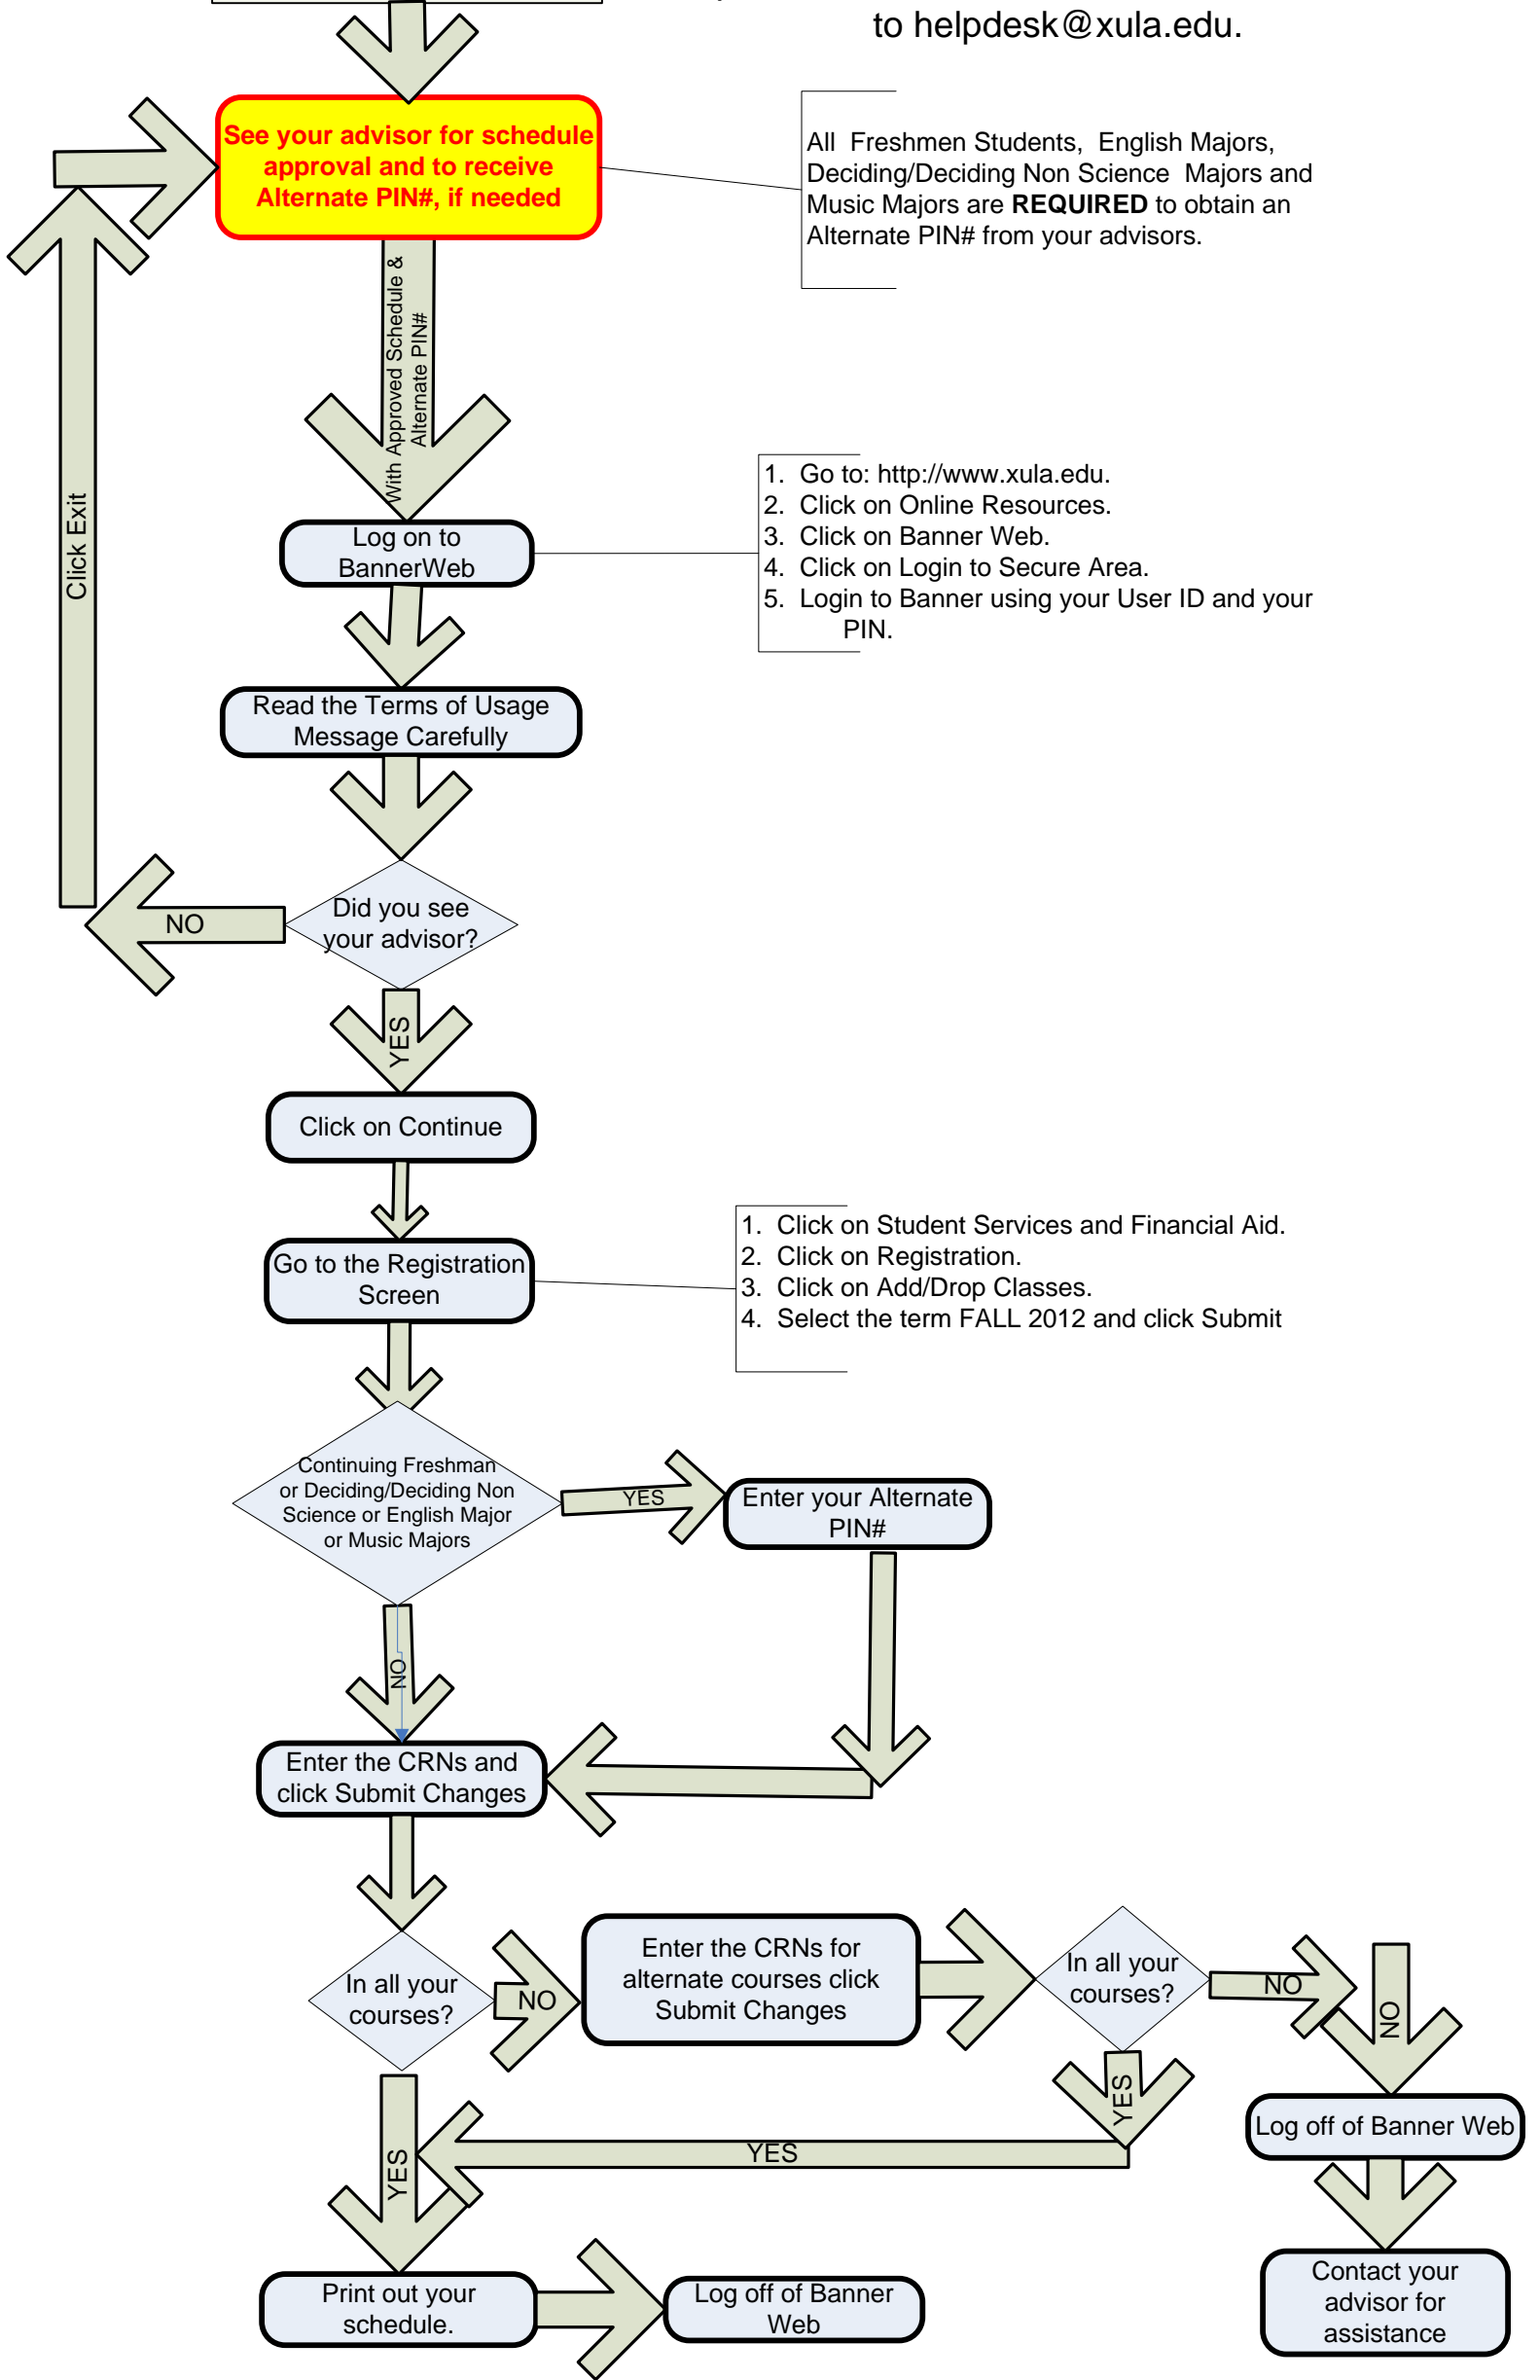 to helpdesk@xula.edu.
See your advisor for schedule
approval and to receive
Alternate PIN#, if needed
All Freshmen Students, English Majors,
Deciding/Deciding Non Science Majors and
Music Majors are REQUIRED to obtain an
Alternate PIN# from your advisors.
With Approved Schedule &
Alternate PIN#
Click Exit
Log on to
BannerWeb
1. Go to: http://www.xula.edu.
2. Click on Online Resources.
3. Click on Banner Web.
4. Click on Login to Secure Area.
5. Login to Banner using your User ID and your
PIN.
Read the Terms of Usage
Message Carefully
Did you see
your advisor?
NO
YES
Click on Continue
Go to the Registration
Screen
1. Click on Student Services and Financial Aid.
2. Click on Registration.
3. Click on Add/Drop Classes.
4. Select the term FALL 2012 and click Submit
Continuing Freshman
or Deciding/Deciding Non
Science or English Major
or Music Majors
YES
Enter your Alternate
PIN#
NO
Enter the CRNs and
click Submit Changes
In all your
courses?
NO
Enter the CRNs for
alternate courses click
Submit Changes
In all your
courses?
NO
NO
YES
YES
YES
Log off of Banner Web
Print out your
schedule.
Log off of Banner
Web
Contact your
advisor for
assistance